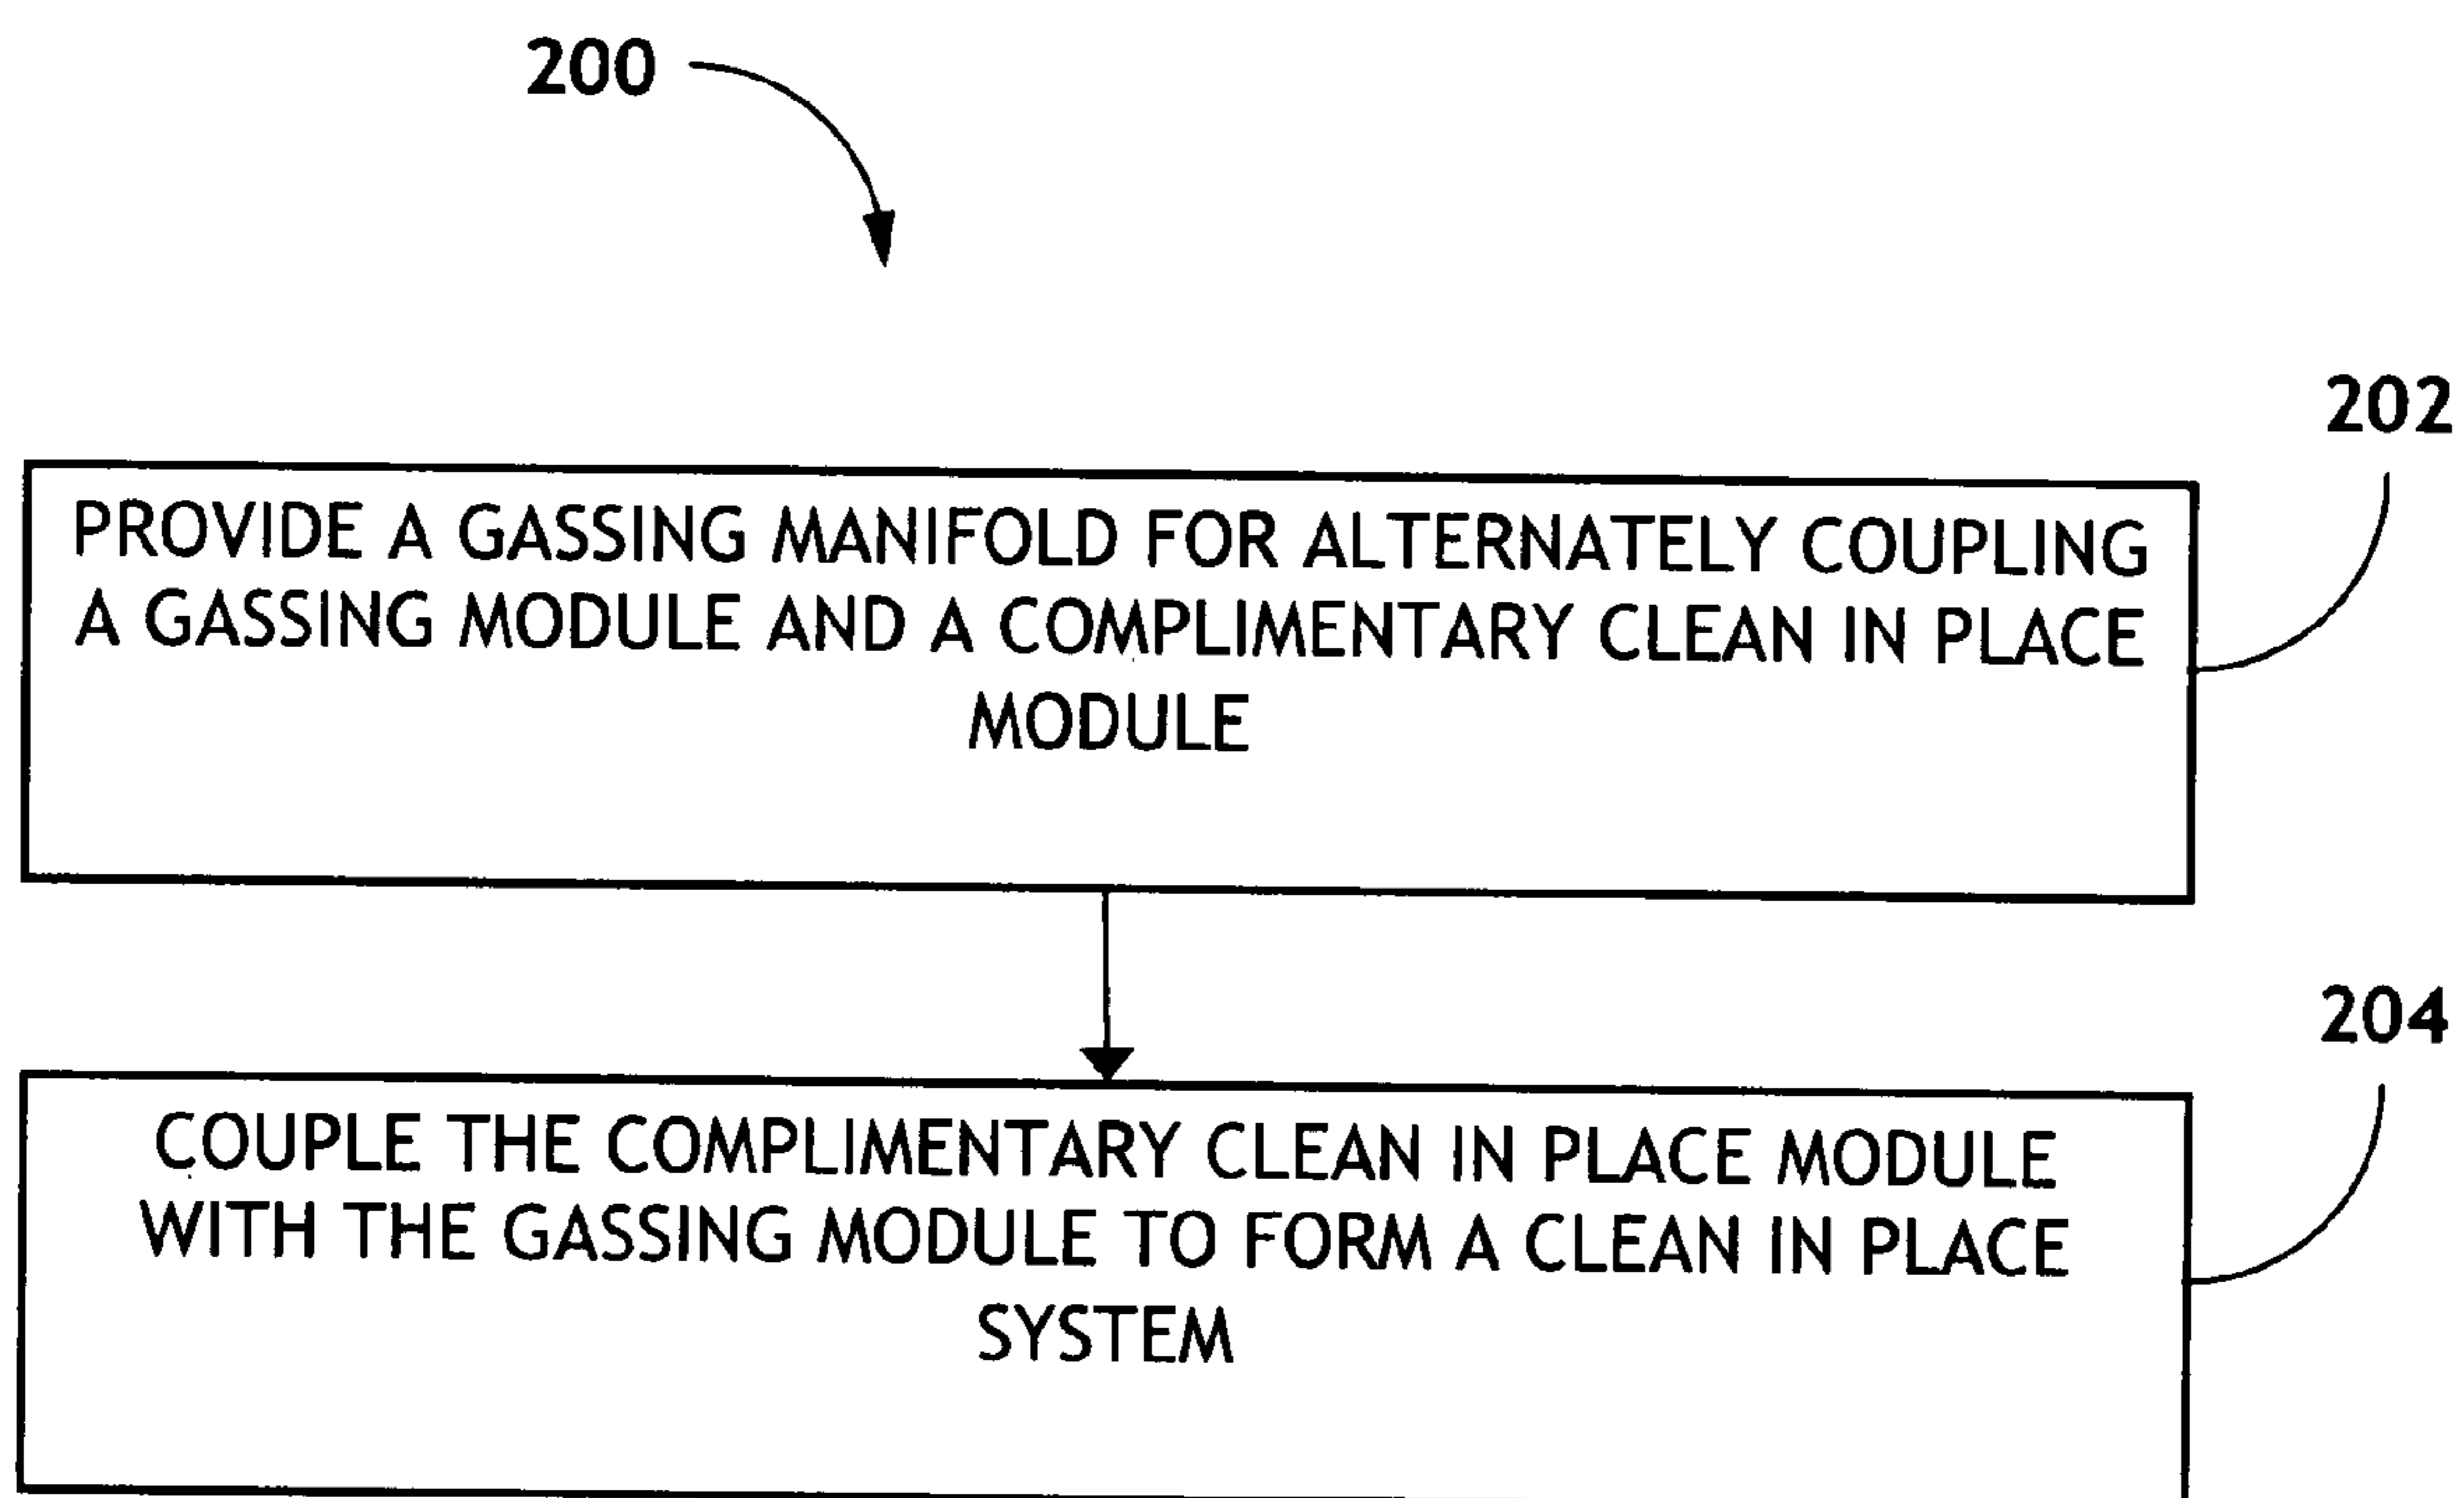 200
202
PROVIDE A GASSING MANIFOLD FOR ALTERNATELY COUPLING
A GASSING MODULE AND A COMPLIMENTARY CLEAN IN PLACE
MODULE
204
COUPLE THE COMPLIMENTARY CLEAN IN PLACE MODULE
WITH THE GASSING MODULE TO FORM A CLEAN IN PLACE
SYSTEM